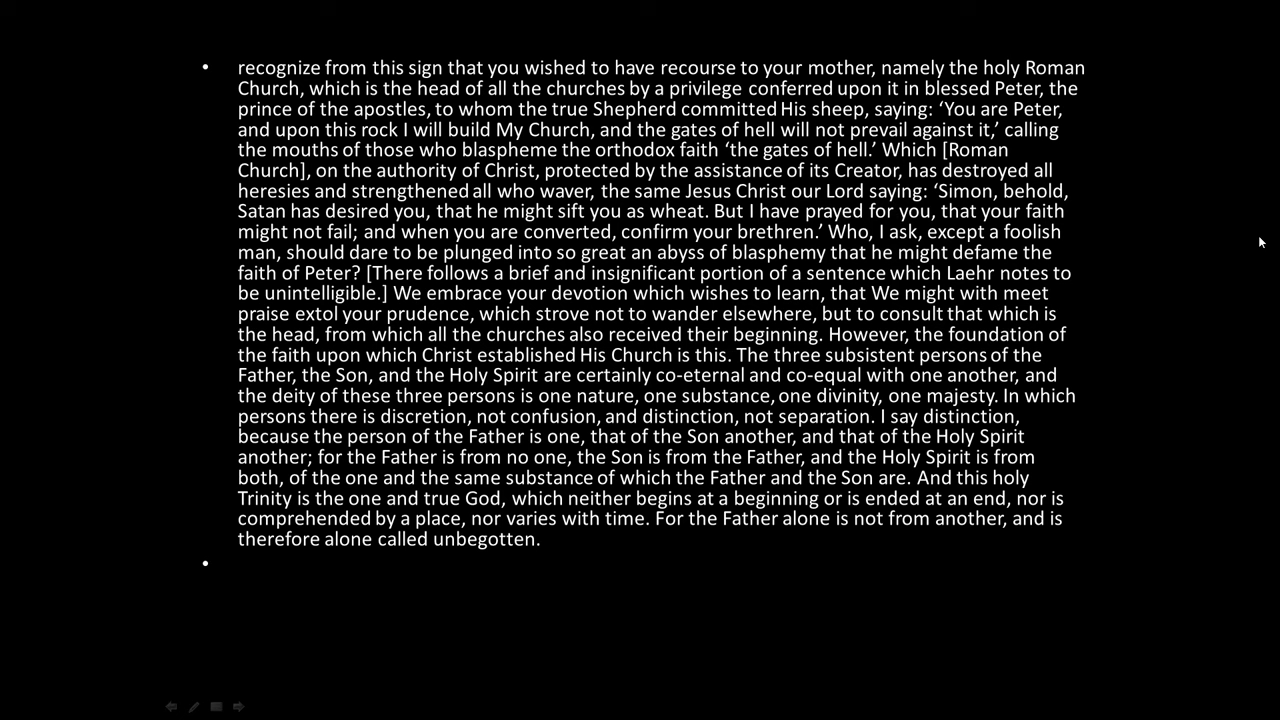 • recognize from this sign that you wished to have recourse to your mother, namely the holy Roman
Church, which is the head of all the churches by a privilege conferred upon it in blessed Peter, the
prince of the apostles, to whom the true Shepherd committed His sheep, saying: ‘You are Peter,
and upon this rock I will build My Church, and the gates of hell will not prevail against it,’ calling
the mouths of those who blaspheme the orthodox faith ‘the gates of hell.’ Which [Roman
Church], on the authority of Christ, protected by the assistance of its Creator, has destroyed all
heresies and strengthened all who waver, the same Jesus Christ our Lord saying: ‘Simon, behold,
Satan has desired you, that he might sift you as wheat. But I have prayed for you, that your faith
might not fail; and when you are converted, confirm your brethren.’ Who, I ask, except a foolish
man, should dare to be plunged into so great an abyss of blasphemy that he might defame the
faith of Peter? [There follows a brief and insignificant portion of a sentence which Laehr notes to
be unintelligible.] We embrace your devotion which wishes to learn, that We might with meet
praise extol your prudence, which strove not to wander elsewhere, but to consult that which is
the head, from which all the churches also received their beginning. However, the foundation of
the faith upon which Christ established His Church is this. The three subsistent persons of the
Father, the Son, and the Holy Spirit are certainly co-eternal and co-equal with one another, and
the deity of these three persons is one nature, one substance, one divinity, one majesty. In which
persons there is discretion, not confusion, and distinction, not separation. I say distinction,
because the person of the Father is one, that of the Son another, and that of the Holy Spirit
another; for the Father is from no one, the Son is from the Father, and the Holy Spirit is from
both, of the one and the same substance of which the Father and the Son are. And this holy
Trinity is the one and true God, which neither begins at a beginning or is ended at an end, nor is
comprehended by a place, nor varies with time. For the Father alone is not from another, and is
therefore alone called unbegotten.
•